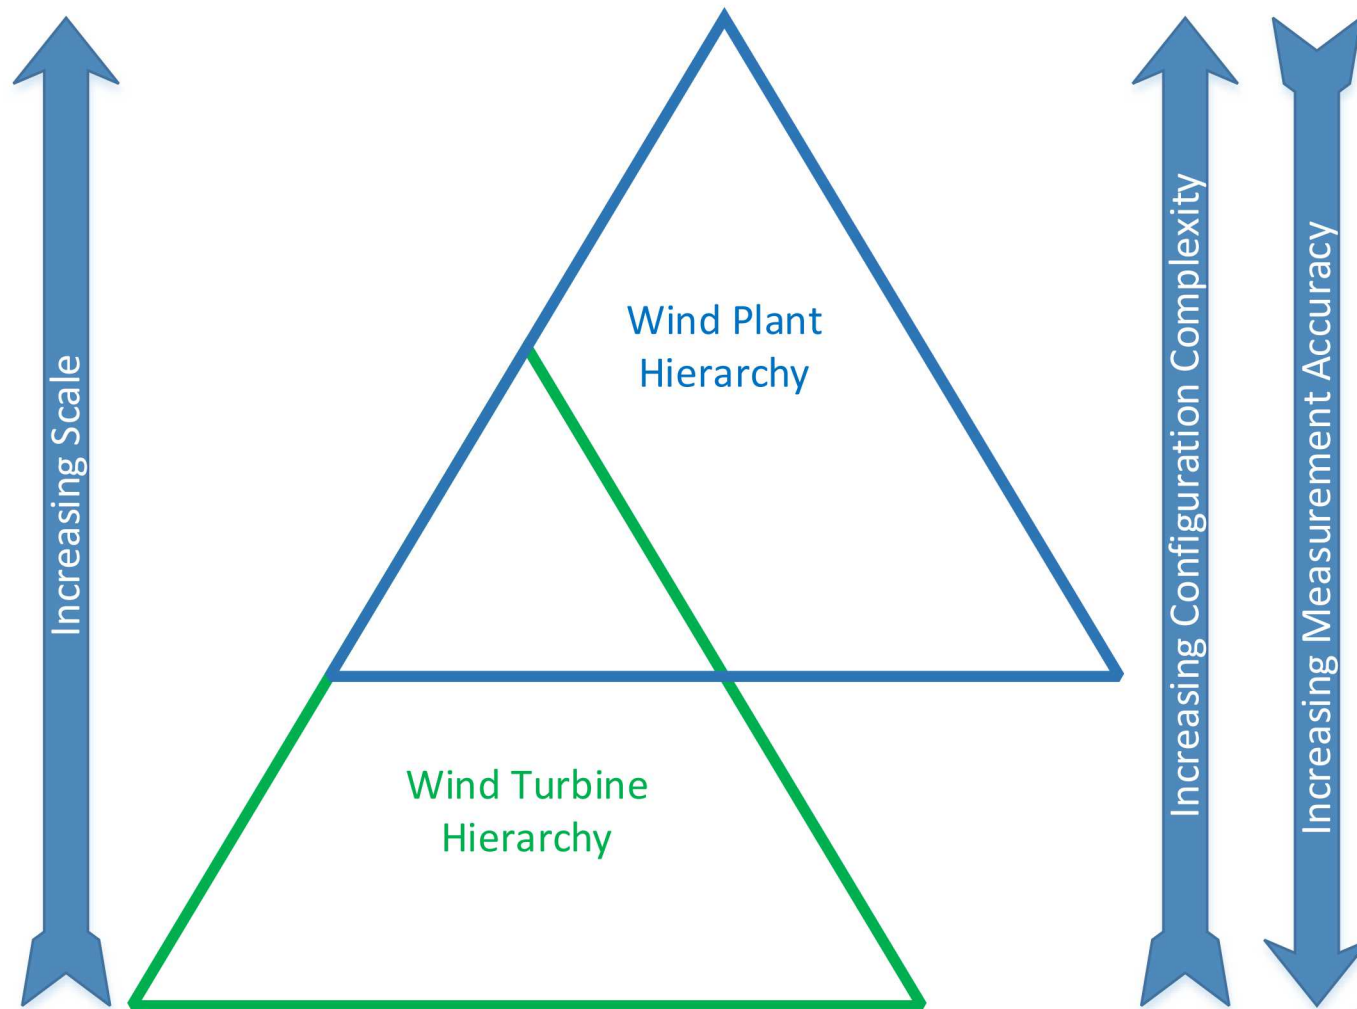 Increasing Scale
Wind Plant
Hierarchy
Wind Turbine
Hierarchy
Increasing Configuration Complexity
Increasing Measurement Accuracy